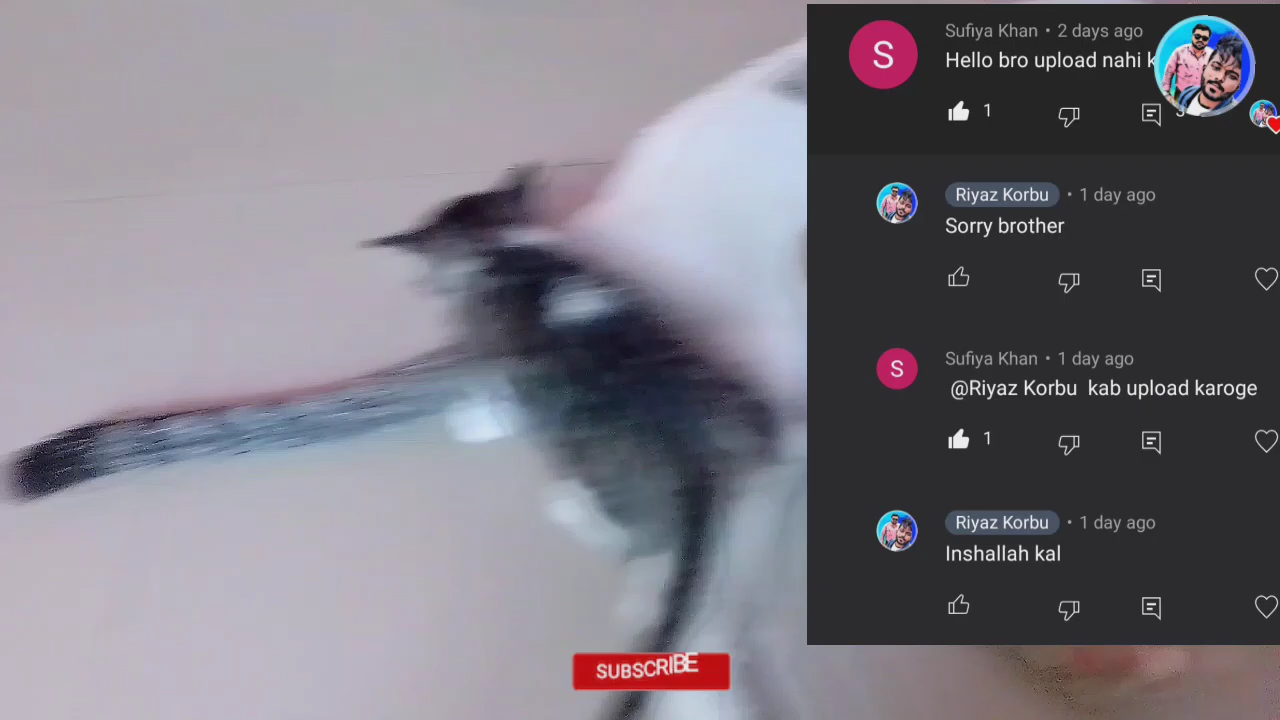 Sufiya Khan • 2 days ago
Hello bro upload nahi
1
Riyaz Korbu • 1 day ago
Sorry brother
Sufiya Khan • 1 day ago
@Riyaz Korbu kab upload karoge
1
Riyaz Korbu • 1 day ago
Inshallah kal
S
S
SUBSCRIBE